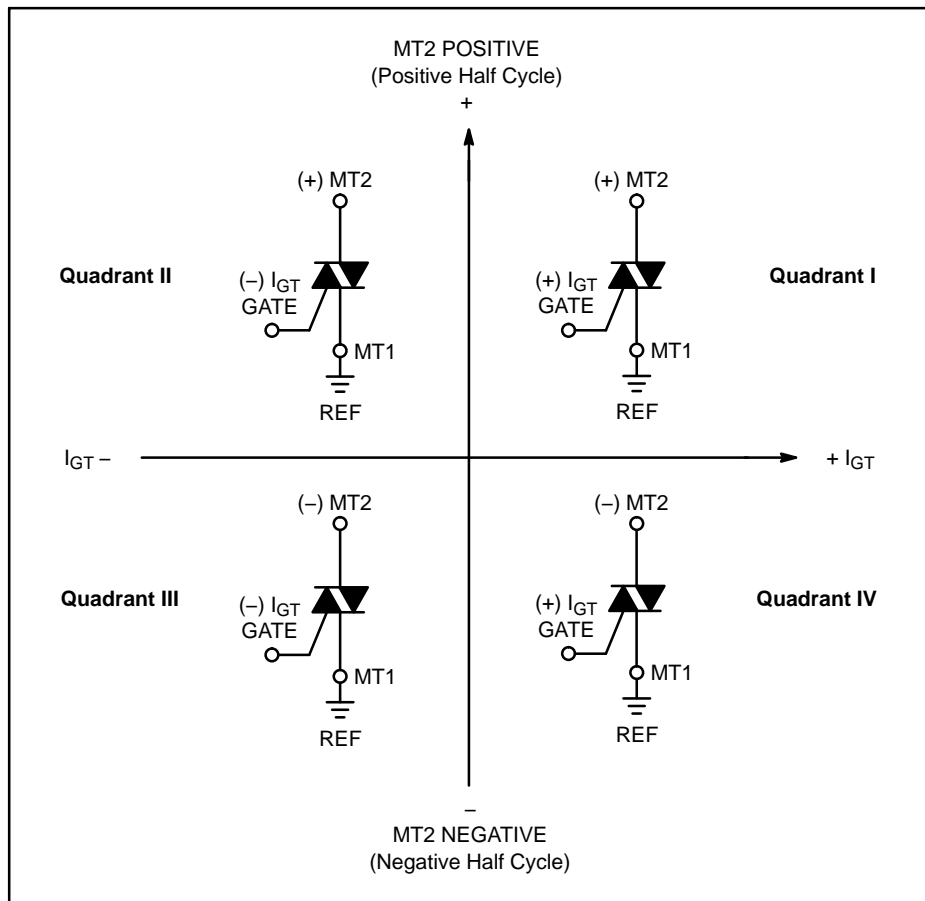 MT2 POSITIVE
(Positive Half Cycle)
+
(+) MT2
Quadrant II
(–) IGT
GATE
MT1
REF
(+) MT2
(+) IGT
GATE
Quadrant I
MT1
REF
IGT –
+ IGT
(–) MT2
Quadrant III
(–) IGT
GATE
MT1
REF
(–) MT2
(+) IGT
GATE
Quadrant IV
MT1
REF
–
MT2 NEGATIVE
(Negative Half Cycle)